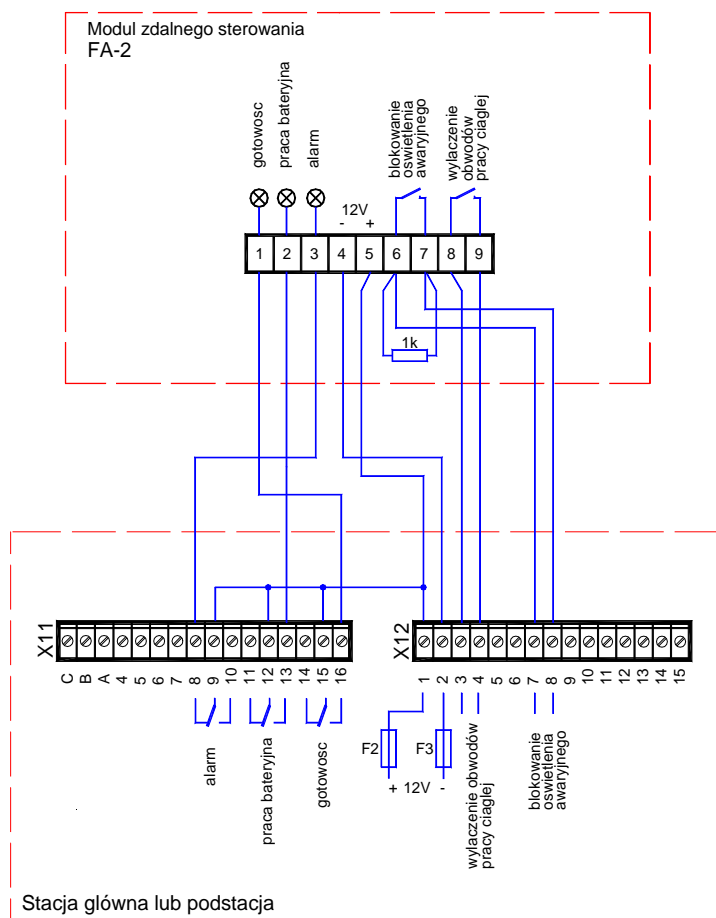 Modul zdalnego sterowania
FA-2
gotowosc
praca bateryjna
alarm
blokowanie
oswietlenia
awaryjnego
wylaczenie
obwodów
pracy ciaglej
12V
- +
1 2 3 4 5 6 7 8 9
1k
X11
C B A 4 5 6 7 8 9 10 11 12 13 14 15 16
X12
1 2 3 4 5 6 7 8 9 10 11 12 13 14 15
alarm
praca bateryjna
gotowosc
F2
F3
+ 12V -
wylaczenie obwodów
pracy ciaglej
blokowanie
oswietlenia
awaryjnego
Stacja glówna lub podstacja